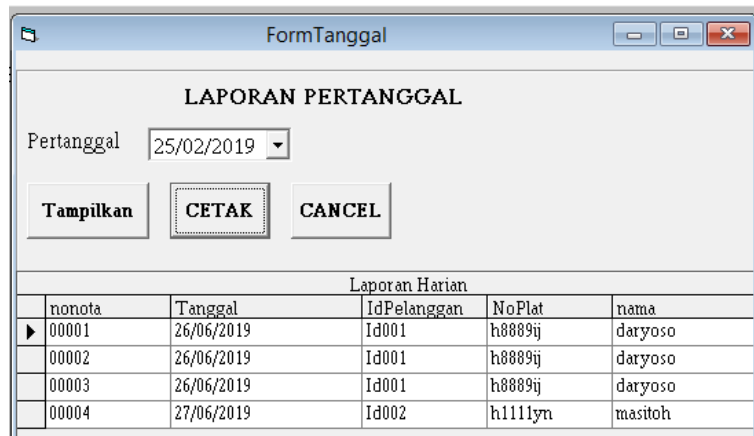 FormTanggal
LAPORAN PERTANGGAL
Pertanggal 25/02/2019
Tampilkan CETAK CANCEL
Laporan Harian
nonota Tanggal IdPelanggan NoPlat nama
00001 26/06/2019 Id001 h8889ij daryoso
00002 26/06/2019 Id001 h8889ij daryoso
00003 26/06/2019 Id001 h8889ij daryoso
00004 27/06/2019 Id002 h1111yn masitoh